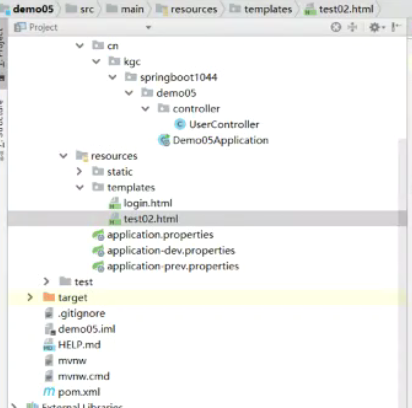 demo05 src main resources templates test02.html
Project
cn
kgc
springboot1044
demo05
controller
UserController
Demo05Application
resources
static
templates
login.html
test02.html
application.properties
application-dev.properties
application-prev.properties
test
target
.gitignore
demo05.iml
HELP.md
mvnw
mvnw.cmd
pom.xml
External Libraries